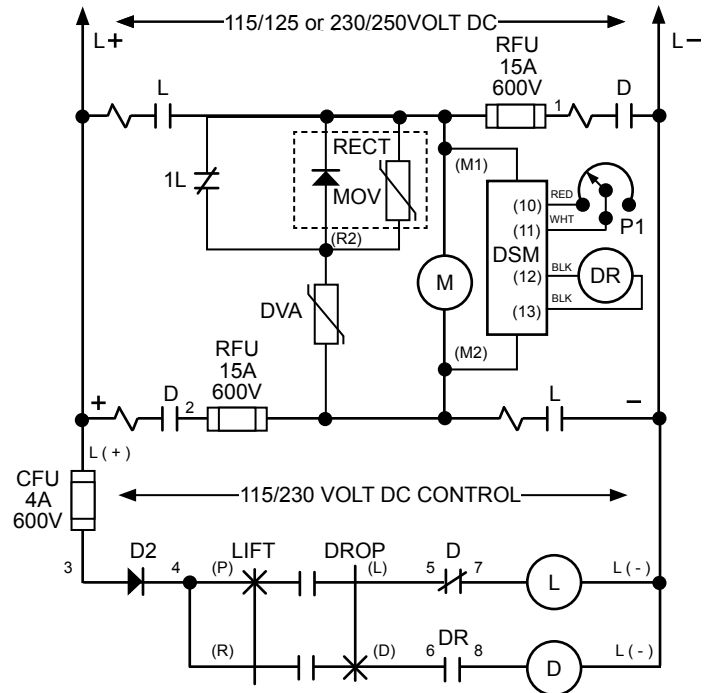 115/125 or 230/250VOLT DC
L+
L−
RFU
15A
600V
L
1
D
RECT
1L
MOV
(R2)
(M1)
RED
(10)
WHT
(11)
P1
DSM
BLK
(12)
DR
BLK
(13)
M
DVA
(M2)
RFU
15A
600V
+
D
2
L
−
L ( + )
CFU
4A
600V
115/230 VOLT DC CONTROL
3
D2
4
LIFT
(P)
DROP
(L)
D
5
7
L
L ( - )
(R)
(D)
DR
6
8
D
L ( - )